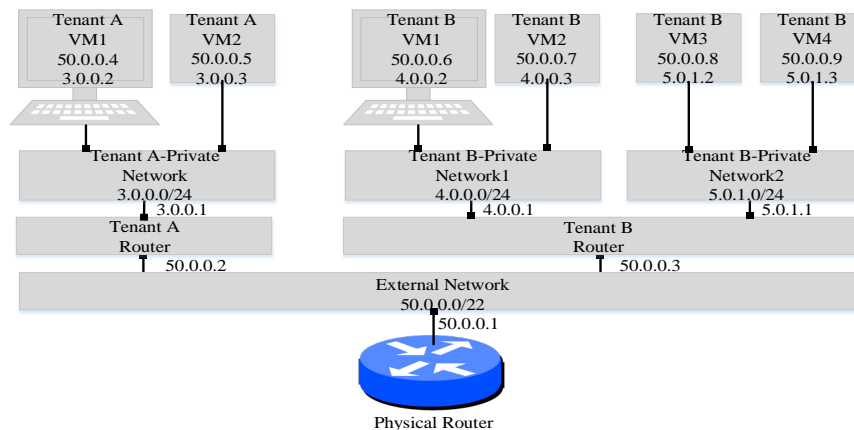 Tenant A
VM1
50.0.0.4
3.0.0.2
Tenant A
VM2
50.0.0.5
3.0.0.3
Tenant B
VM1
50.0.0.6
4.0.0.2
Tenant B
VM2
50.0.0.7
4.0.0.3
Tenant B
VM3
50.0.0.8
5.0.1.2
Tenant B
VM4
50.0.0.9
5.0.1.3
Tenant A-Private
Network
3.0.0.0/24
Tenant B-Private
Network1
4.0.0.0/24
Tenant B-Private
Network2
5.0.1.0/24
3.0.0.1
4.0.0.1
5.0.1.1
Tenant A
Router
Tenant B
Router
50.0.0.2
50.0.0.3
External Network
50.0.0.0/22
50.0.0.1
Physical Router